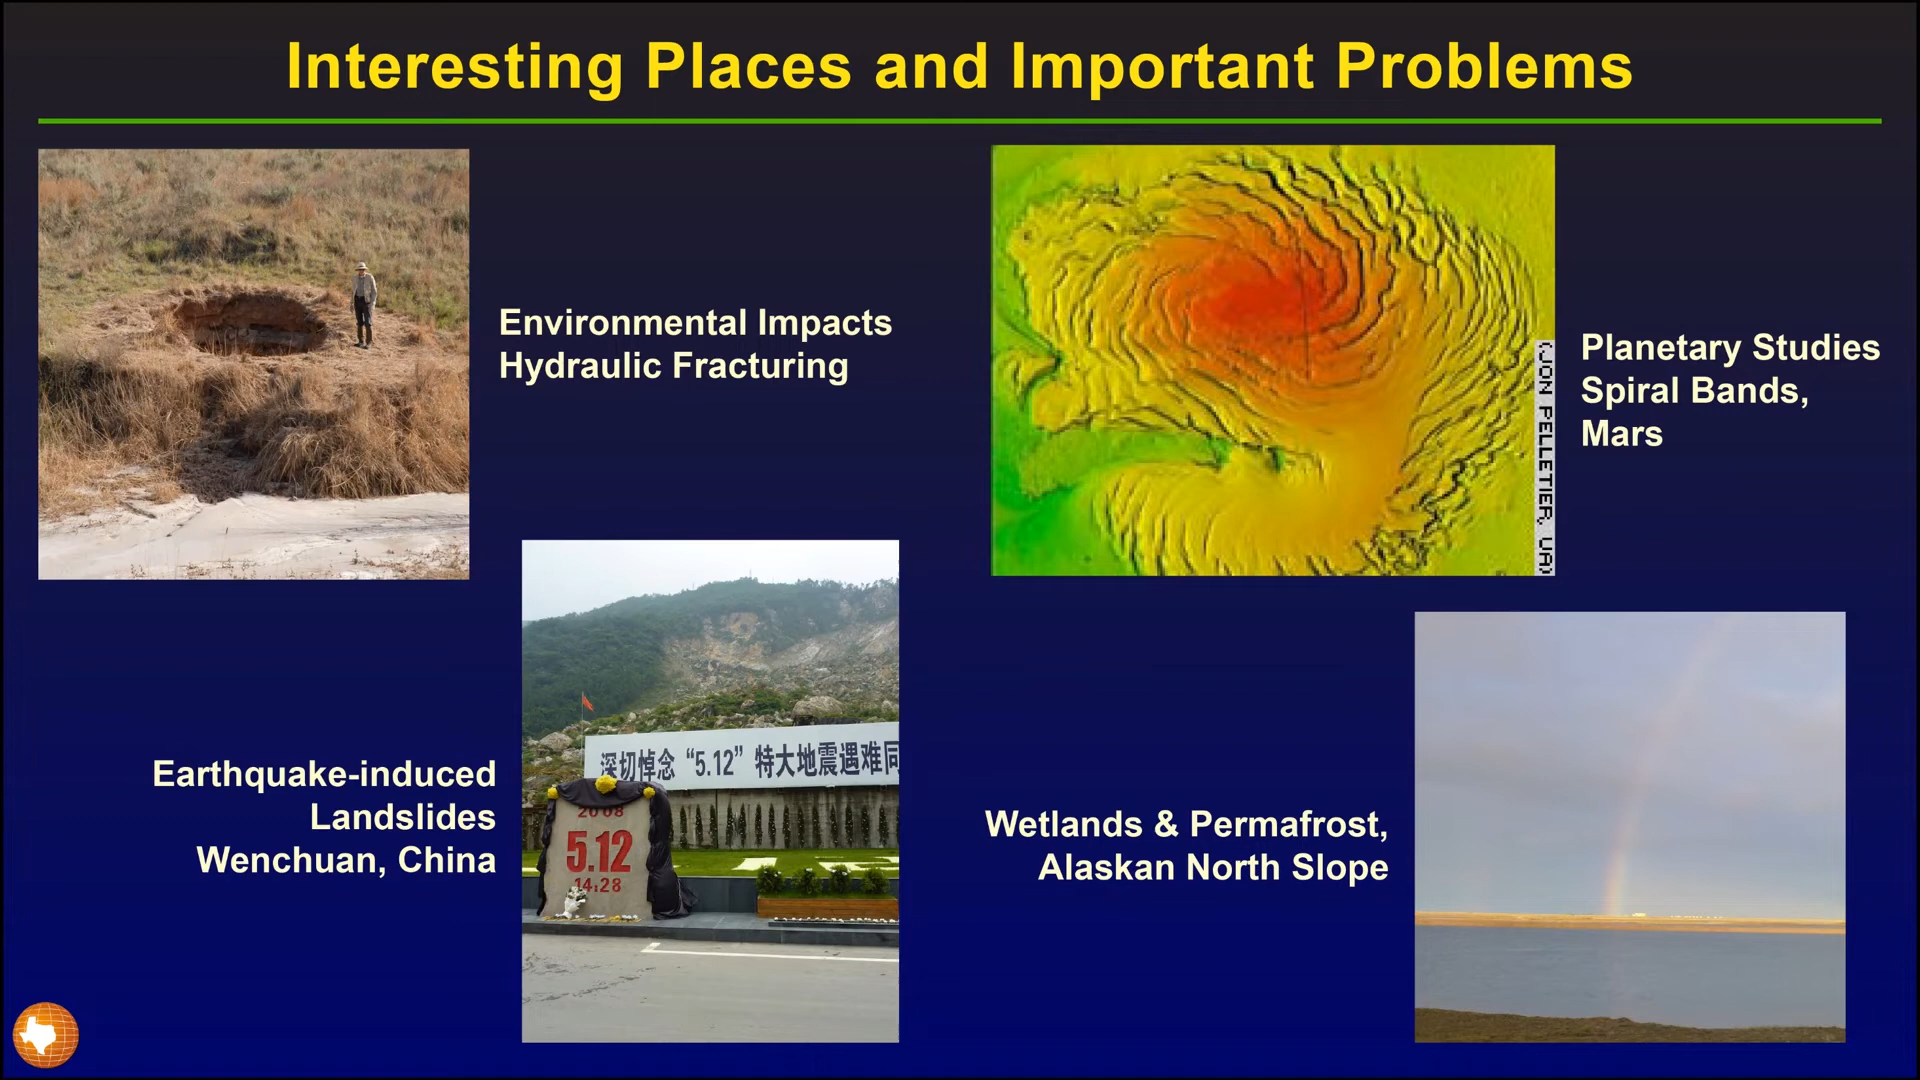 Interesting Places and Important Problems
Environmental Impacts
Hydraulic Fracturing
(JON PELLETIER, UA)
Planetary Studies
Spiral Bands,
Mars
Earthquake-induced
Landslides
Wenchuan, China
深切悼念“5.12”特大地震遇难同
2008
5.12
14:28
Wetlands & Permafrost,
Alaskan North Slope